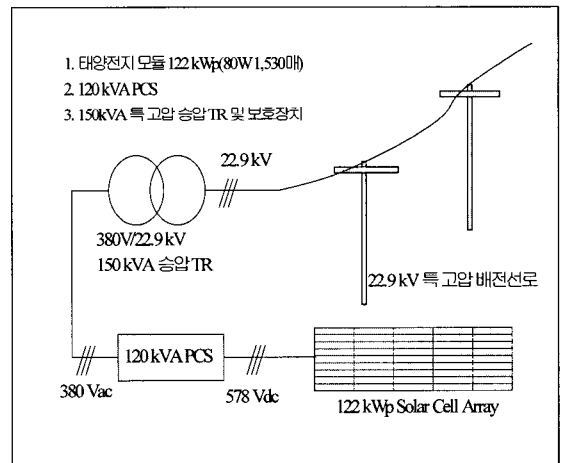 1. 태양전지 모듈 122 kWp(80W 1,530매)
2. 120 kVA PCS
3. 150kVA 특 고압 승압 TR 및 보호장치
22.9 kV
380V/22.9 kV
150 kVA 승압 TR
22.9 kV 특 고압 배전선로
120 kVA PCS
380 Vac
578 Vdc
122 kWp Solar Cell Array